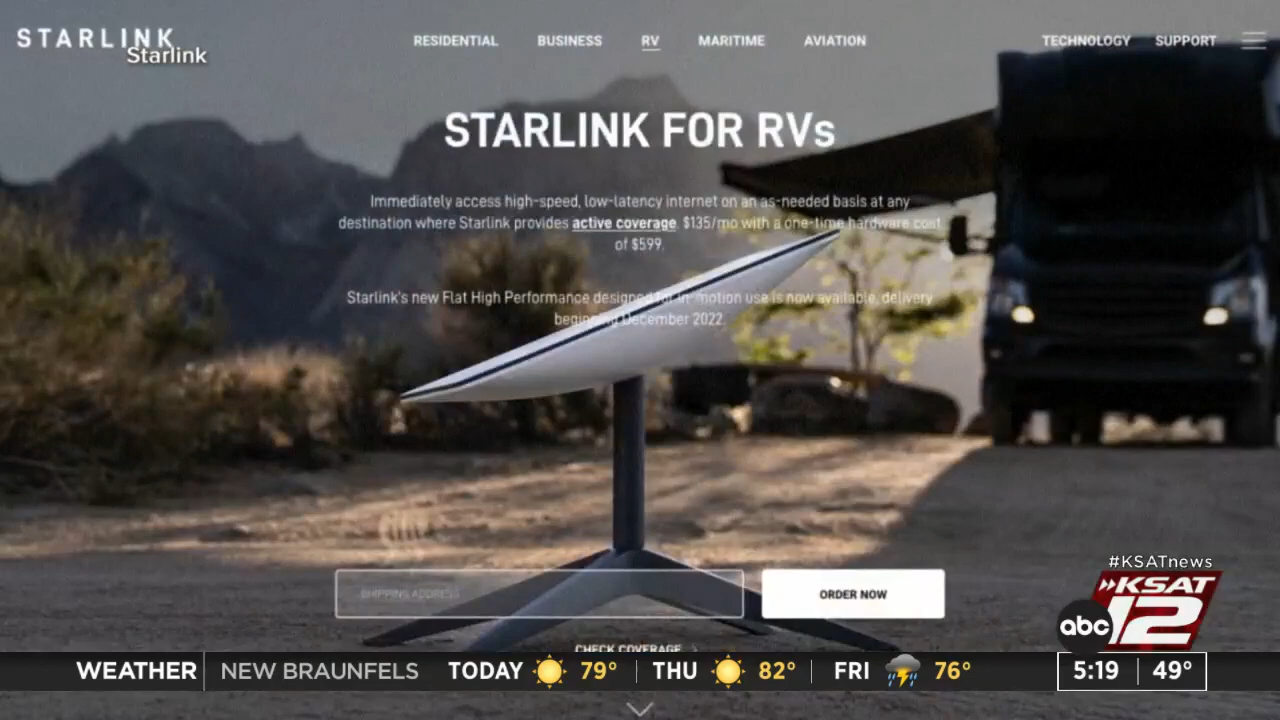 STARLINK
Starlink
RESIDENTIAL BUSINESS RV MARITIME AVIATION TECHNOLOGY SUPPORT
STARLINK FOR RVs
Immediately access high-speed, low-latency internet on an as-needed basis at any
destination where Starlink provides active coverage. $135/mo with a one-time hardware cost
of $599.
Starlink's new Flat High Performance designed for in-motion use is now available, delivery
beginning December 2022.
SHIPPING ADDRESS
ORDER NOW
CHECK COVERAGE
#KSATnews
KSAT
abc 12
WEATHER NEW BRAUNFELS TODAY 79° THU 82° FRI 76° 5:19 49°